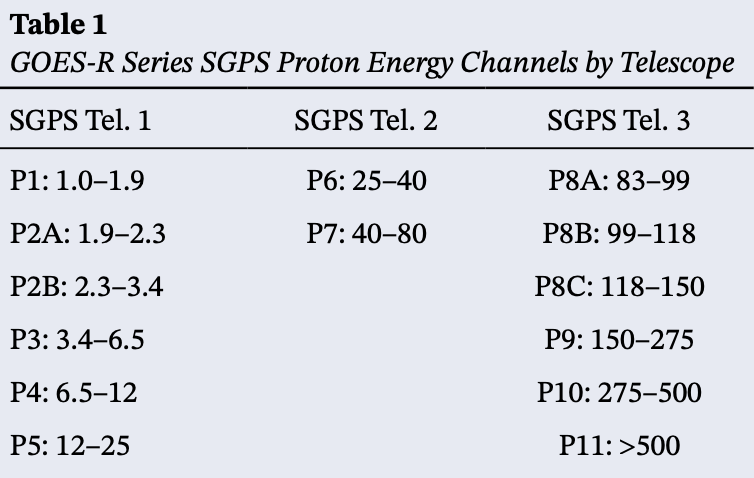 Table 1
GOES-R Series SGPS Proton Energy Channels by Telescope
SGPS Tel. 1 SGPS Tel. 2 SGPS Tel. 3
P1: 1.0–1.9 P6: 25–40 P8A: 83–99
P2A: 1.9–2.3 P7: 40–80 P8B: 99–118
P2B: 2.3–3.4 P8C: 118–150
P3: 3.4–6.5 P9: 150–275
P4: 6.5–12 P10: 275–500
P5: 12–25 P11: >500